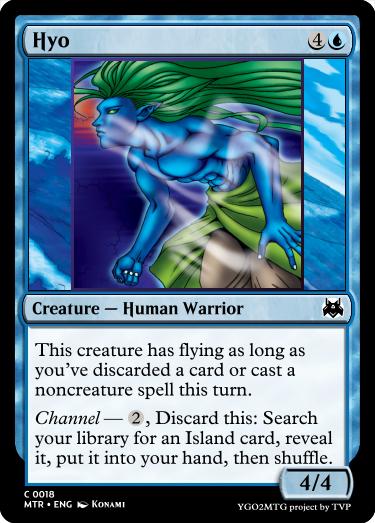 Hyo 4
Creature — Human Warrior
This creature has flying as long as
you've discarded a card or cast a
noncreature spell this turn.
Channel — 2, Discard this: Search
your library for an Island card, reveal
it, put it into your hand, then shuffle.
4/4
C 0018
MTR • ENG KONAMI
YGO2MTG project by TVP